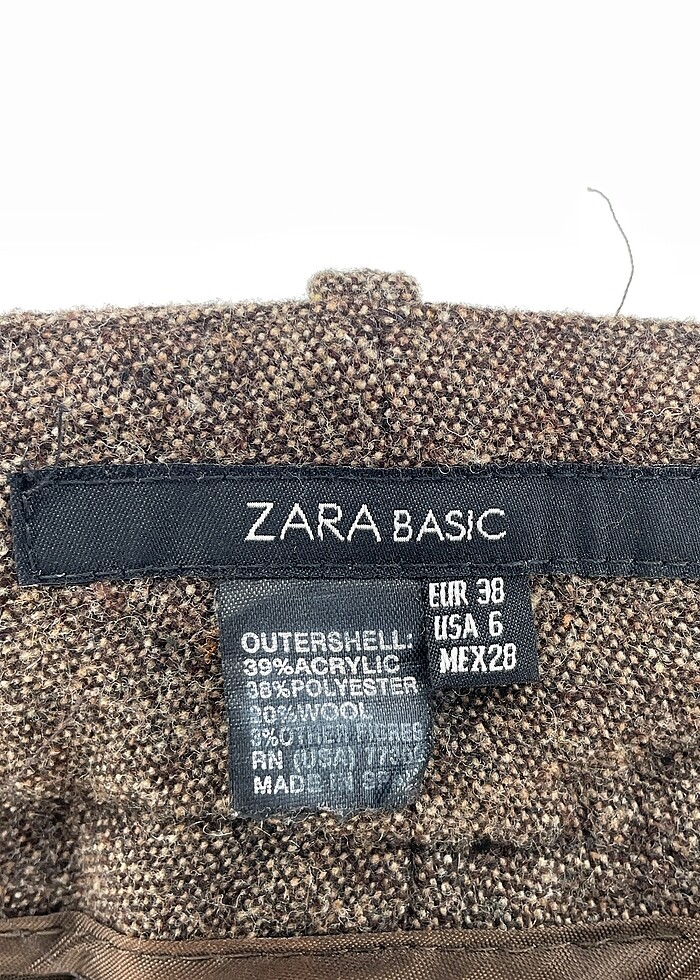 ZARA BASIC
EUR 38
USA 6
MEX28
OUTERSHELL:
39%ACRYLIC
38%POLYESTER
20%WOOL
3%OTHER FIBRES
RN (USA)
MADE IN